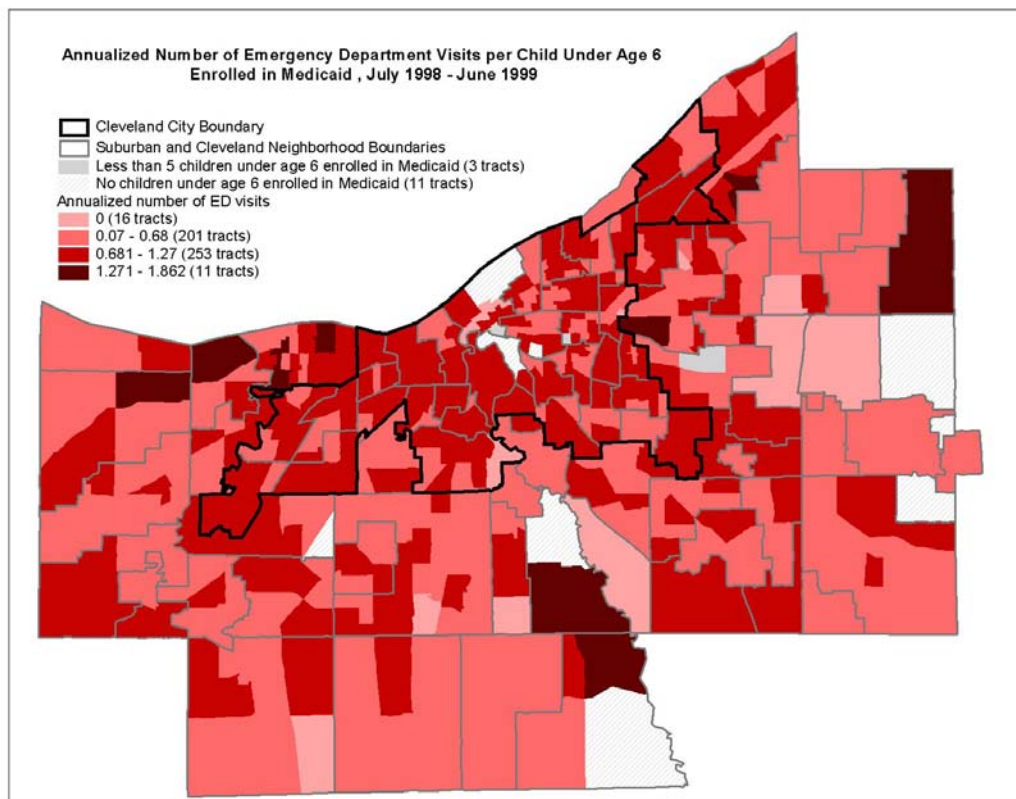 Annualized Number of Emergency Department Visits per Child Under Age 6
Enrolled in Medicaid , July 1998 - June 1999
Cleveland City Boundary
Suburban and Cleveland Neighborhood Boundaries
Less than 5 children under age 6 enrolled in Medicaid (3 tracts)
No children under age 6 enrolled in Medicaid (11 tracts)
Annualized number of ED visits
0 (16 tracts)
0.07 - 0.68 (201 tracts)
0.681 - 1.27 (253 tracts)
1.271 - 1.862 (11 tracts)